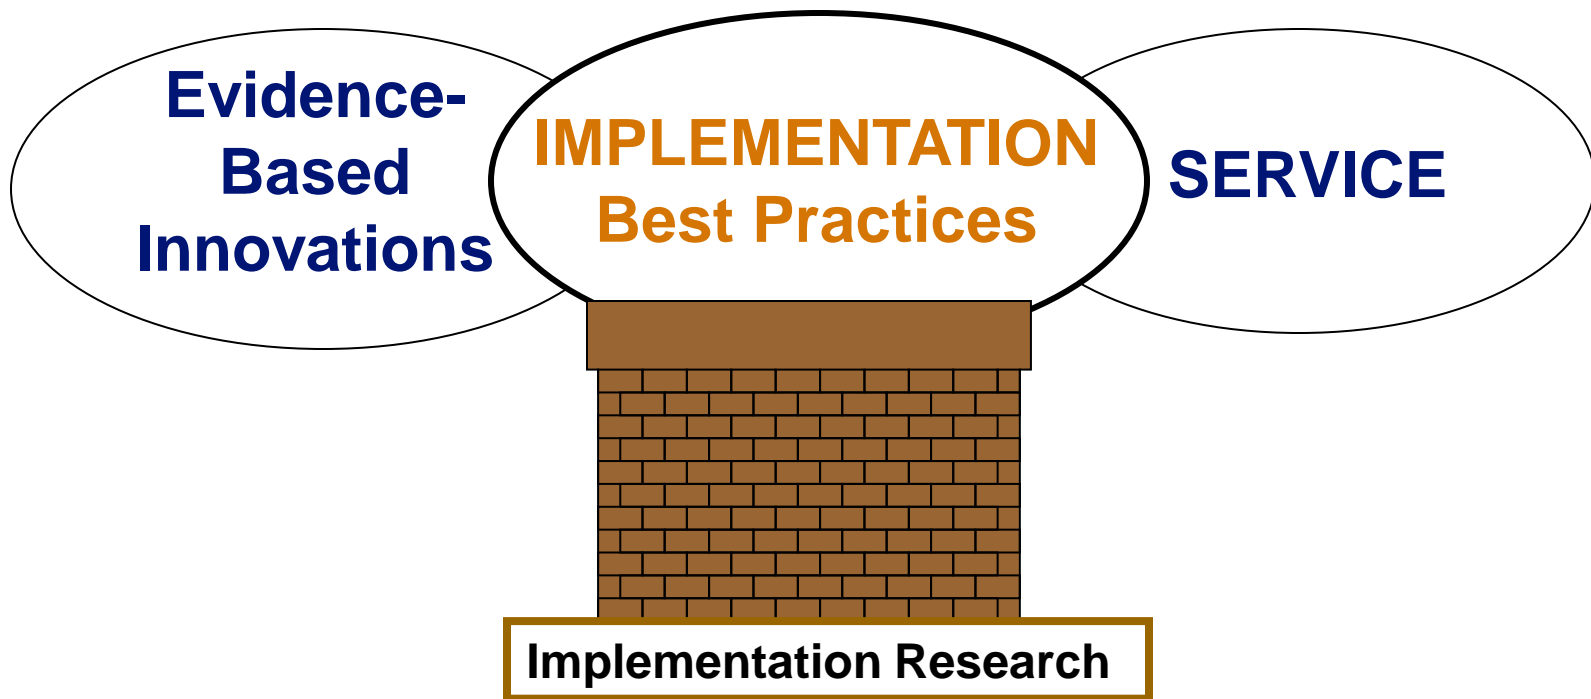 Evidence-
Based
Innovations
IMPLEMENTATION
Best Practices
SERVICE
Implementation Research